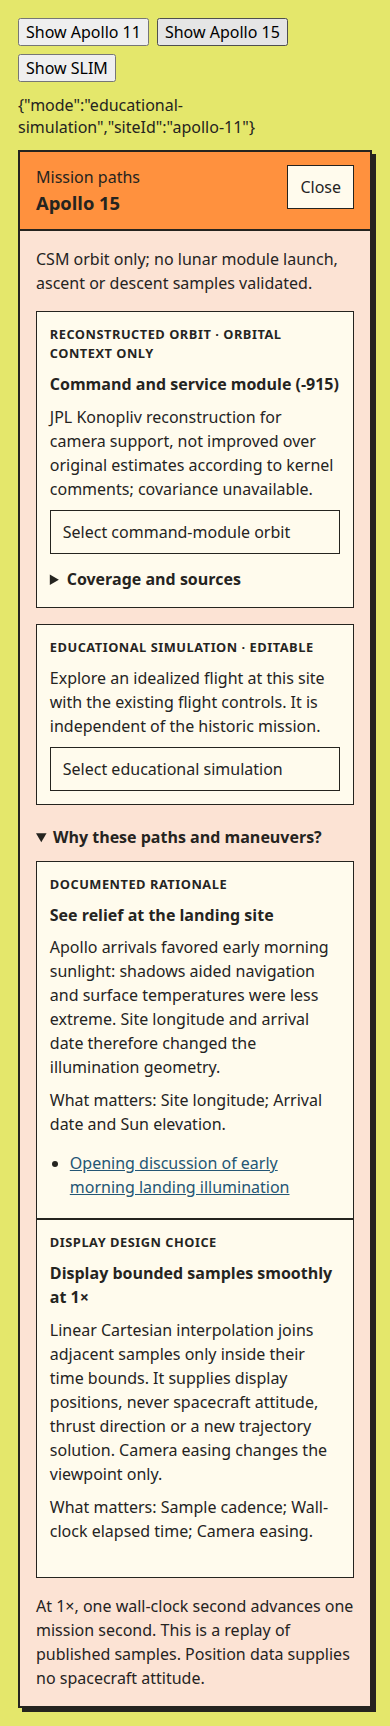 Show Apollo 11 Show Apollo 15
Show SLIM
{"mode":"educational-
simulation","siteId":"apollo-11"}
Mission paths
Apollo 15
Close
CSM orbit only; no lunar module launch,
ascent or descent samples validated.
RECONSTRUCTED ORBIT · ORBITAL
CONTEXT ONLY
Command and service module (-915)
JPL Konopliv reconstruction for
camera support, not improved over
original estimates according to kernel
comments; covariance unavailable.
Select command-module orbit
Coverage and sources
EDUCATIONAL SIMULATION · EDITABLE
Explore an idealized flight at this site
with the existing flight controls. It is
independent of the historic mission.
Select educational simulation
Why these paths and maneuvers?
DOCUMENTED RATIONALE
See relief at the landing site
Apollo arrivals favored early morning
sunlight: shadows aided navigation
and surface temperatures were less
extreme. Site longitude and arrival
date therefore changed the
illumination geometry.
What matters: Site longitude; Arrival
date and Sun elevation.
Opening discussion of early
morning landing illumination
DISPLAY DESIGN CHOICE
Display bounded samples smoothly
at 1×
Linear Cartesian interpolation joins
adjacent samples only inside their
time bounds. It supplies display
positions, never spacecraft attitude,
thrust direction or a new trajectory
solution. Camera easing changes the
viewpoint only.
What matters: Sample cadence; Wall-
clock elapsed time; Camera easing.
At 1×, one wall-clock second advances one
mission second. This is a replay of
published samples. Position data supplies
no spacecraft attitude.